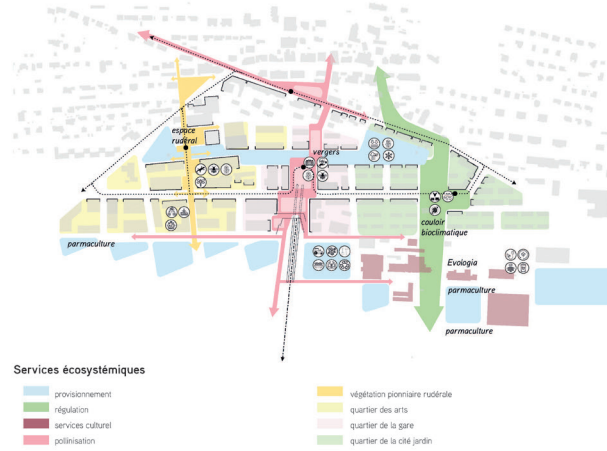 espace
rudéral
vergers
couloir
bioclimatique
parmaculture
Evologia
parmaculture
parmaculture
Services écosystémiques
provisionnement
régulation
services culturel
pollinisation
végétation pionniaire rudérale
quartier des arts
quartier de la gare
quartier de la cité jardin